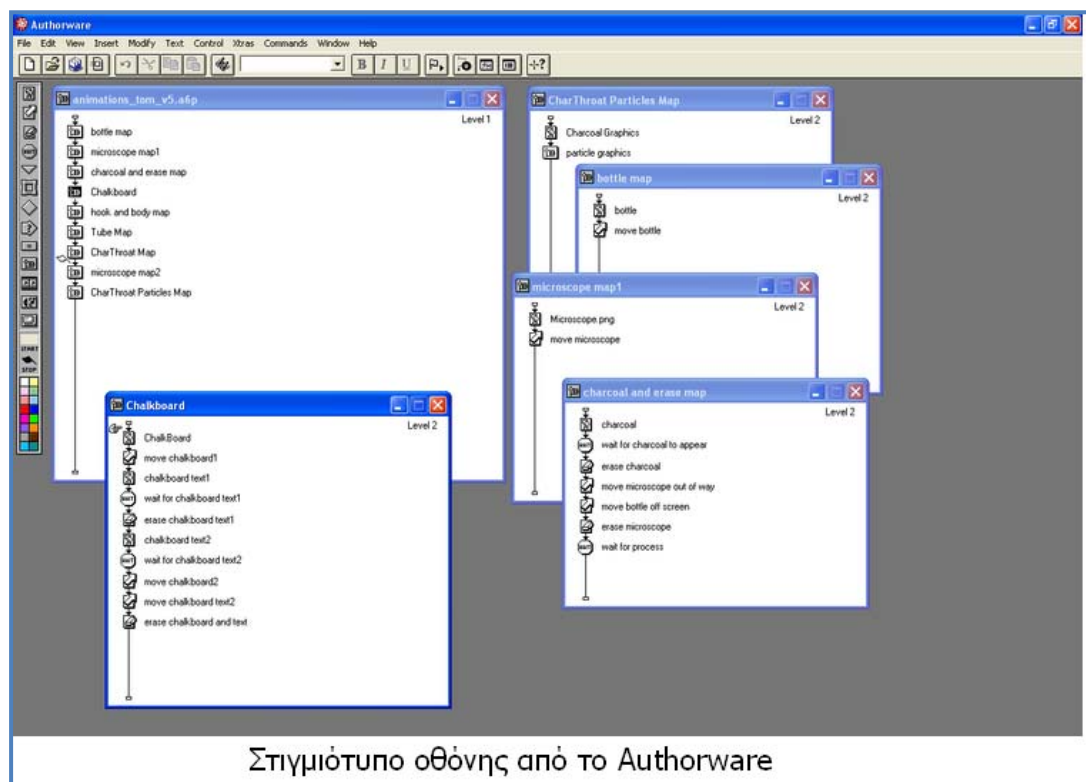 Authorware
File Edit View Insert Modify Text Control Xtras Commands Window Help
B I U
animations_tom_v5.a6p
Level 1
bottle map
microscope map1
charcoal and erase map
Chalkboard
hook and body map
Tube Map
CharThroat Map
microscope map2
CharThroat Particles Map
START
STOP
CharThroat Particles Map
Level 2
Charcoal Graphics
particle graphics
bottle map
Level 2
bottle
move bottle
microscope map1
Level 2
Microscope.png
move microscope
Chalkboard
Level 2
ChalkBoard
move chalkboard1
chalkboard text1
wait for chalkboard text1
erase chalkboard text1
chalkboard text2
wait for chalkboard text2
move chalkboard2
move chalkboard text2
erase chalkboard and text
charcoal and erase map
Level 2
charcoal
wait for charcoal to appear
erase charcoal
move microscope out of way
move bottle off screen
erase microscope
wait for process
Στιγμιότυπο οθόνης από το Authorware